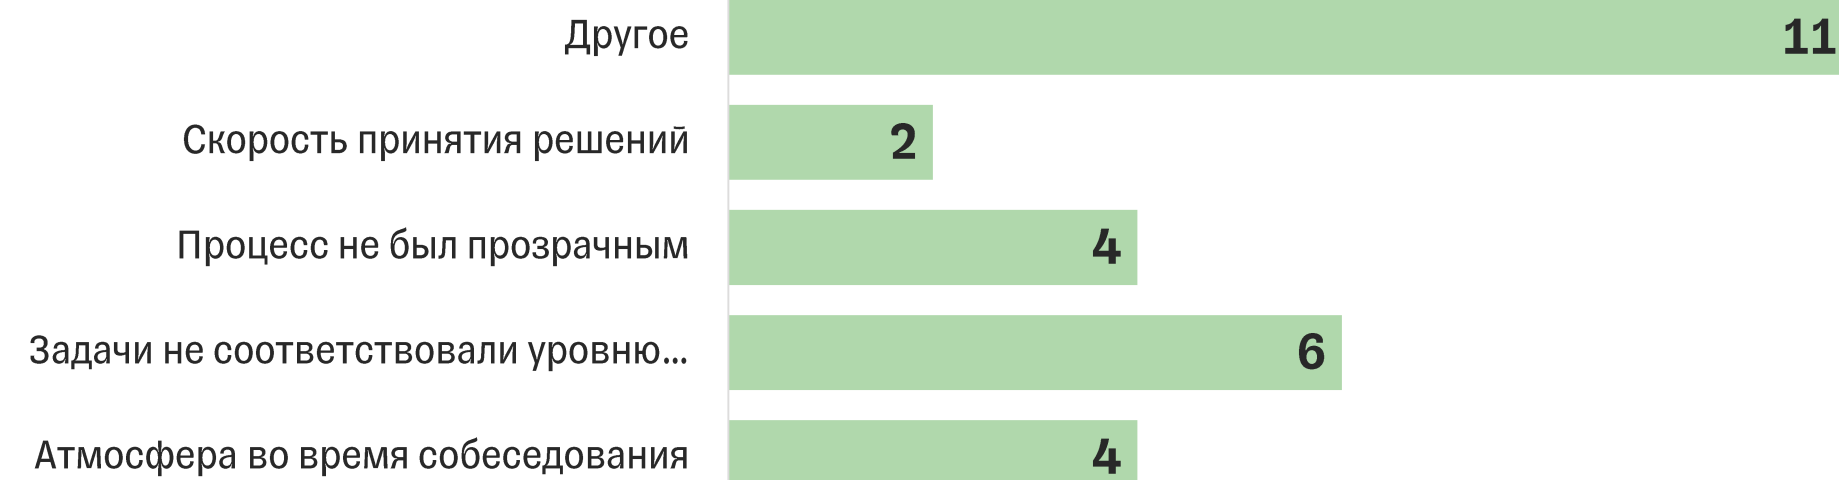 Другое 11
Скорость принятия решений 2
Процесс не был прозрачным 4
Задачи не соответствовали уровню... 6
Атмосфера во время собеседования 4